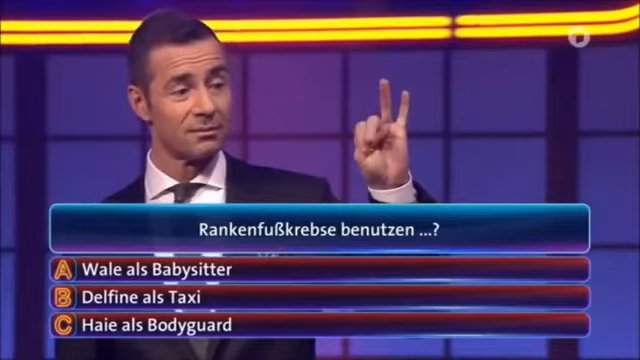 Rankenfußkrebse benutzen ...?
A Wale als Babysitter
B Delfine als Taxi
C Haie als Bodyguard